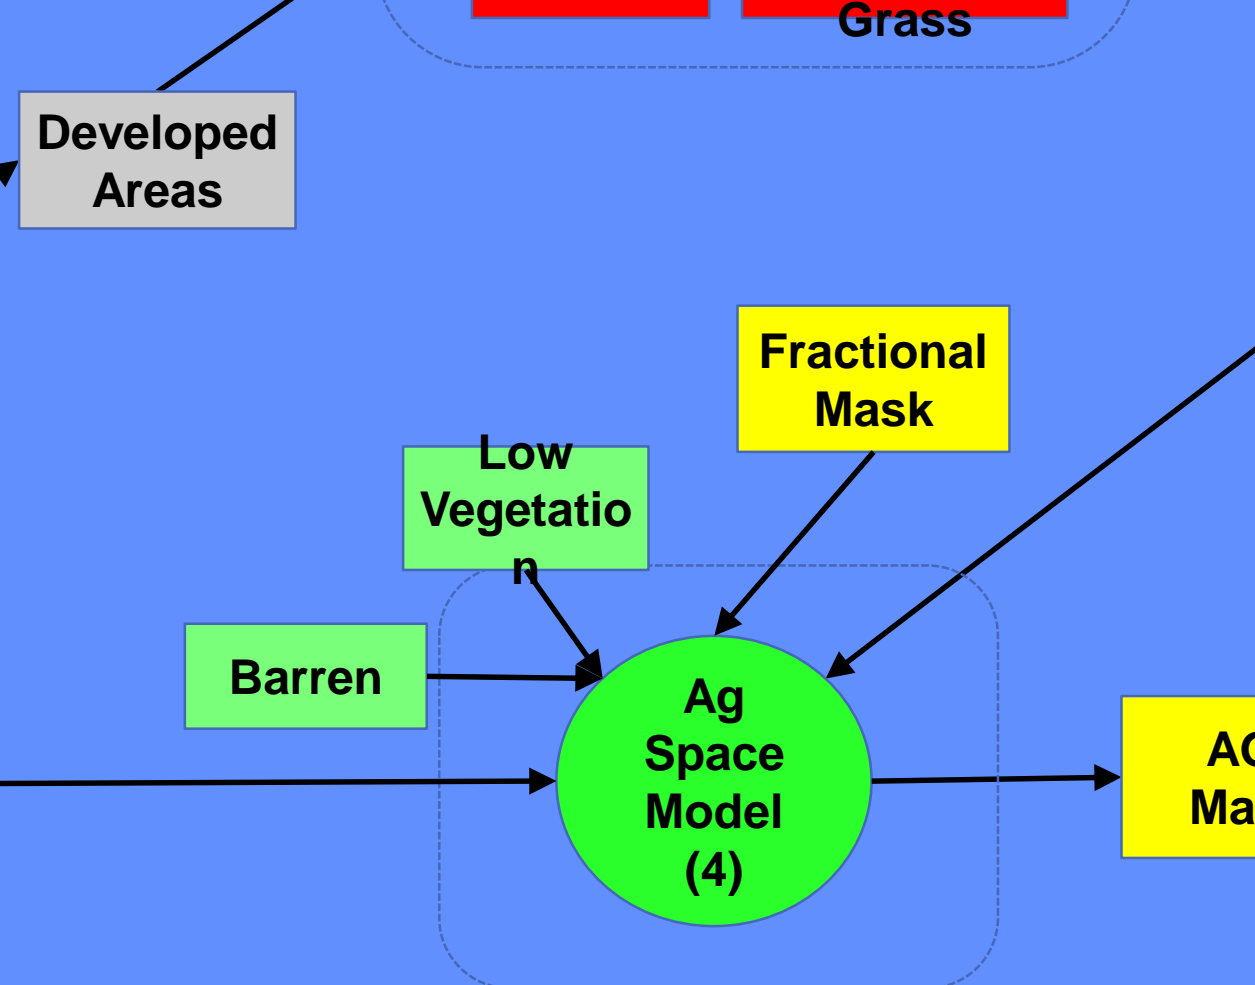 Grass
Developed
Areas
Fractional
Mask
Low
Vegetatio
n
Barren
Ag
Space
Model
(4)